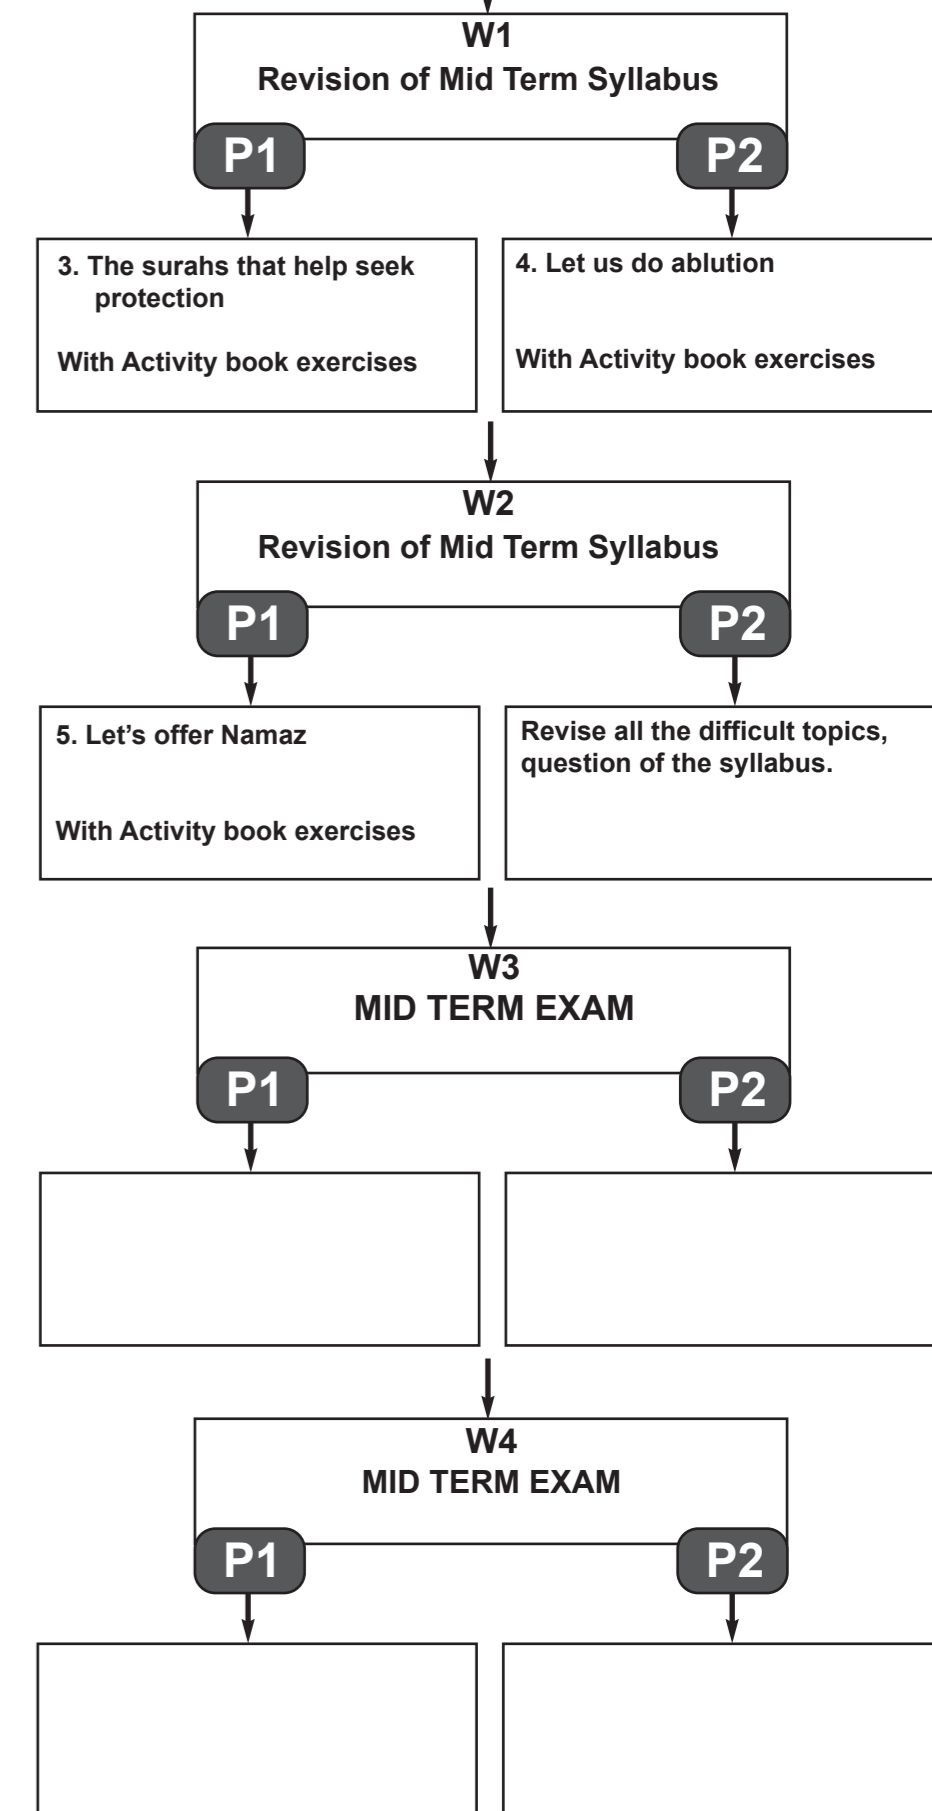 W1
Revision of Mid Term Syllabus
P1
P2
3. The surahs that help seek
protection
With Activity book exercises
4. Let us do ablution
With Activity book exercises
W2
Revision of Mid Term Syllabus
P1
P2
5. Let’s offer Namaz
With Activity book exercises
Revise all the difficult topics,
question of the syllabus.
W3
MID TERM EXAM
P1
P2
W4
MID TERM EXAM
P1
P2